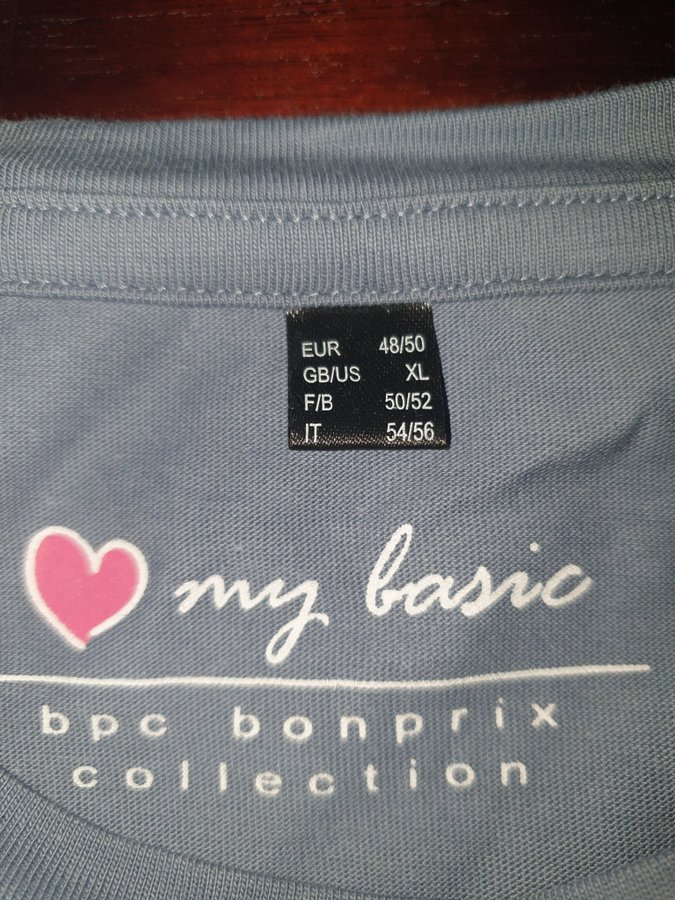 EUR 48/50
GB/US XL
F/B 50/52
IT 54/56
my basic
bpc bonprix
collection